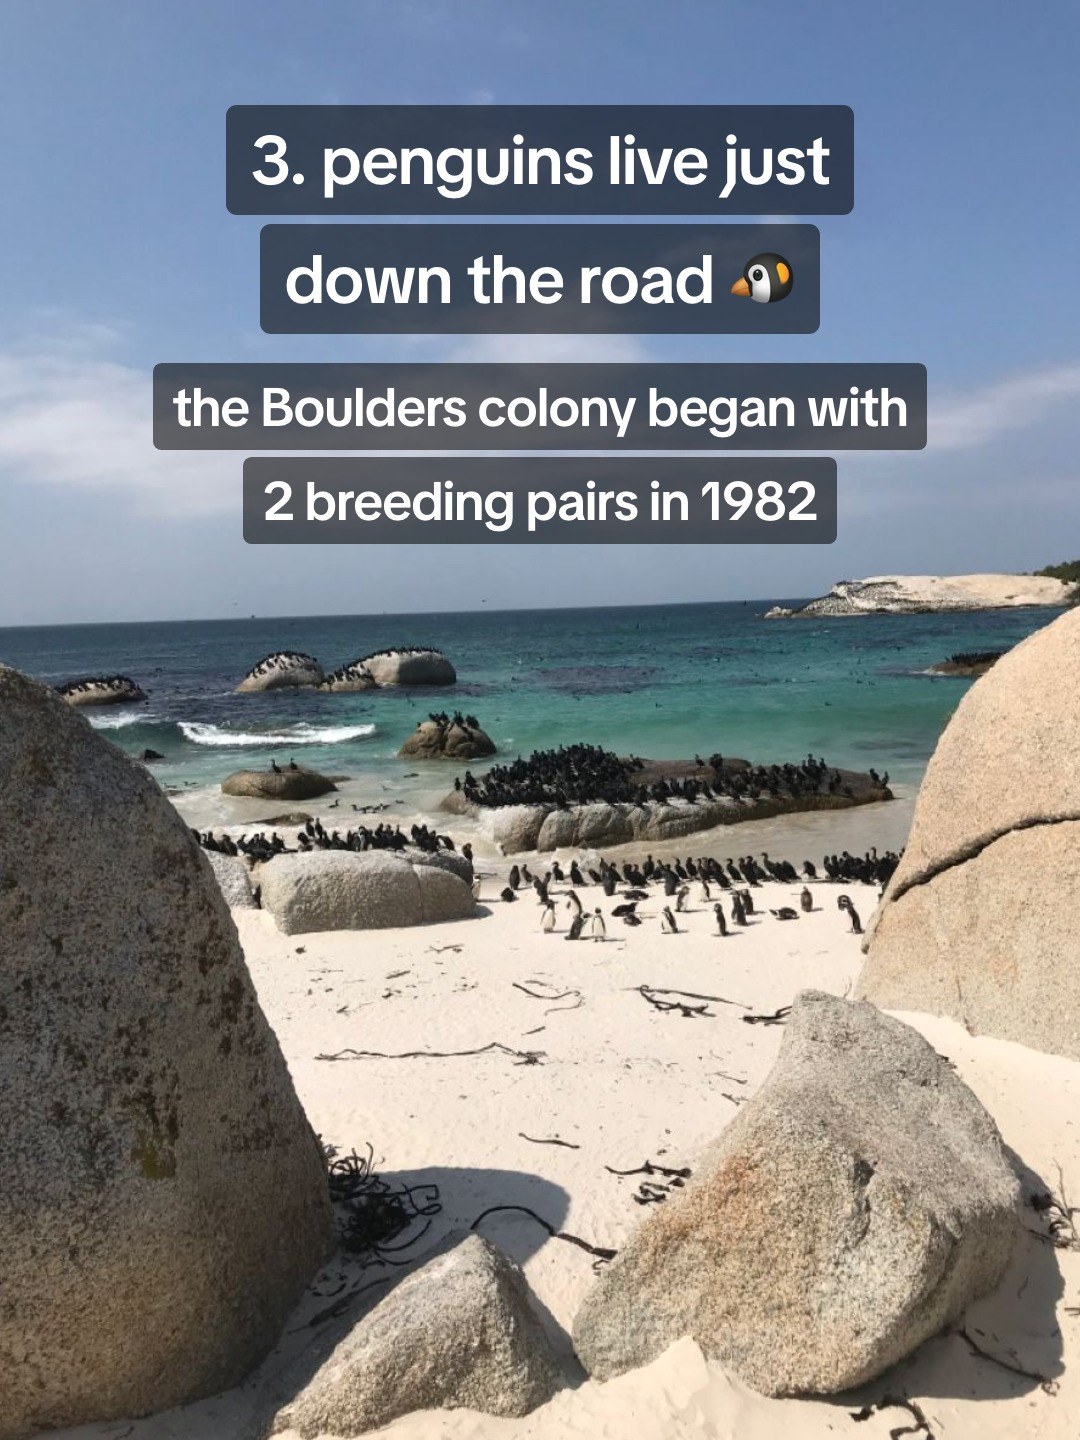 3. penguins live just
down the road 🐧
the Boulders colony began with
2 breeding pairs in 1982